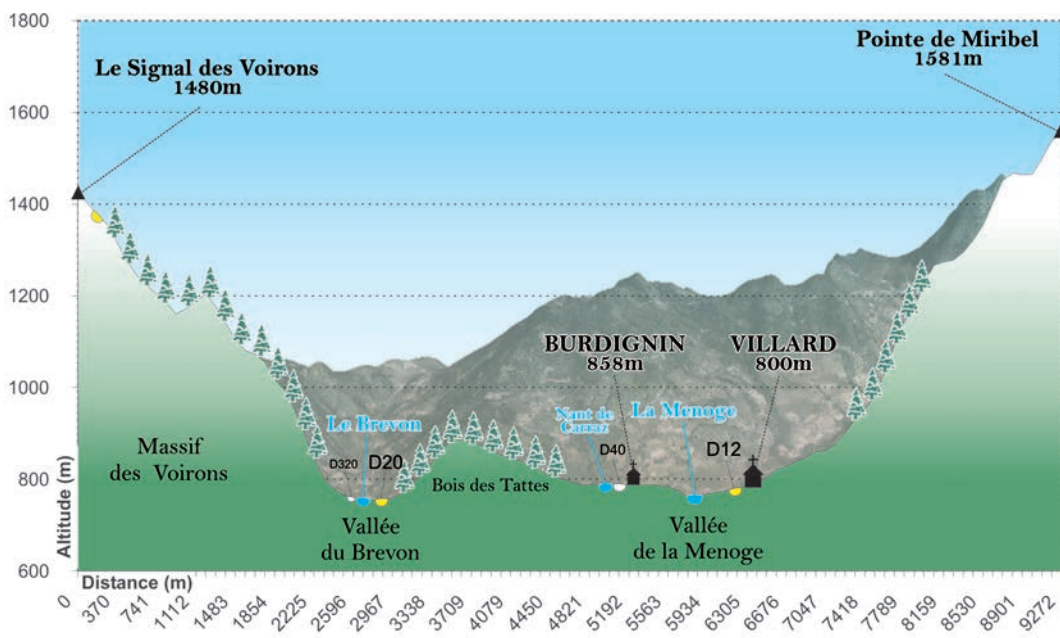 1800
1600
1400
1200
1000
800
600
Altitude (m)
Le Signal des Voirons
1480m
Pointe de Miribel
1581m
BURDIGNIN
858m
VILLARD
800m
Le Brevon
Nant de
Carraz
La Menoge
D320
D20
D40
D12
Massif
des Voirons
Bois des Tattes
Vallée
du Brevon
Vallée
de la Menoge
Distance (m)
0
370
741
1112
1483
1854
2225
2596
2967
3338
3709
4079
4450
4821
5192
5563
5934
6305
6676
7047
7418
7789
8159
8530
8901
9272